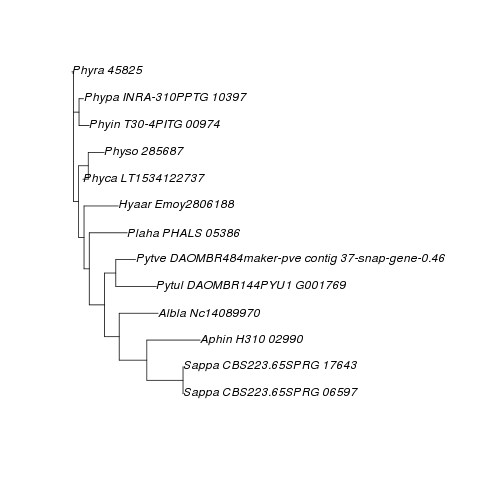 Phyra 45825
Phypa INRA-310PPTG 10397
Phyin T30-4PITG 00974
Physo 285687
Phyca LT1534122737
Hyaar Emoy2806188
Plaha PHALS 05386
Pytve DAOMBR484maker-pve contig 37-snap-gene-0.46
Pytul DAOMBR144PYU1 G001769
Albla Nc14089970
Aphin H310 02990
Sappa CBS223.65SPRG 17643
Sappa CBS223.65SPRG 06597